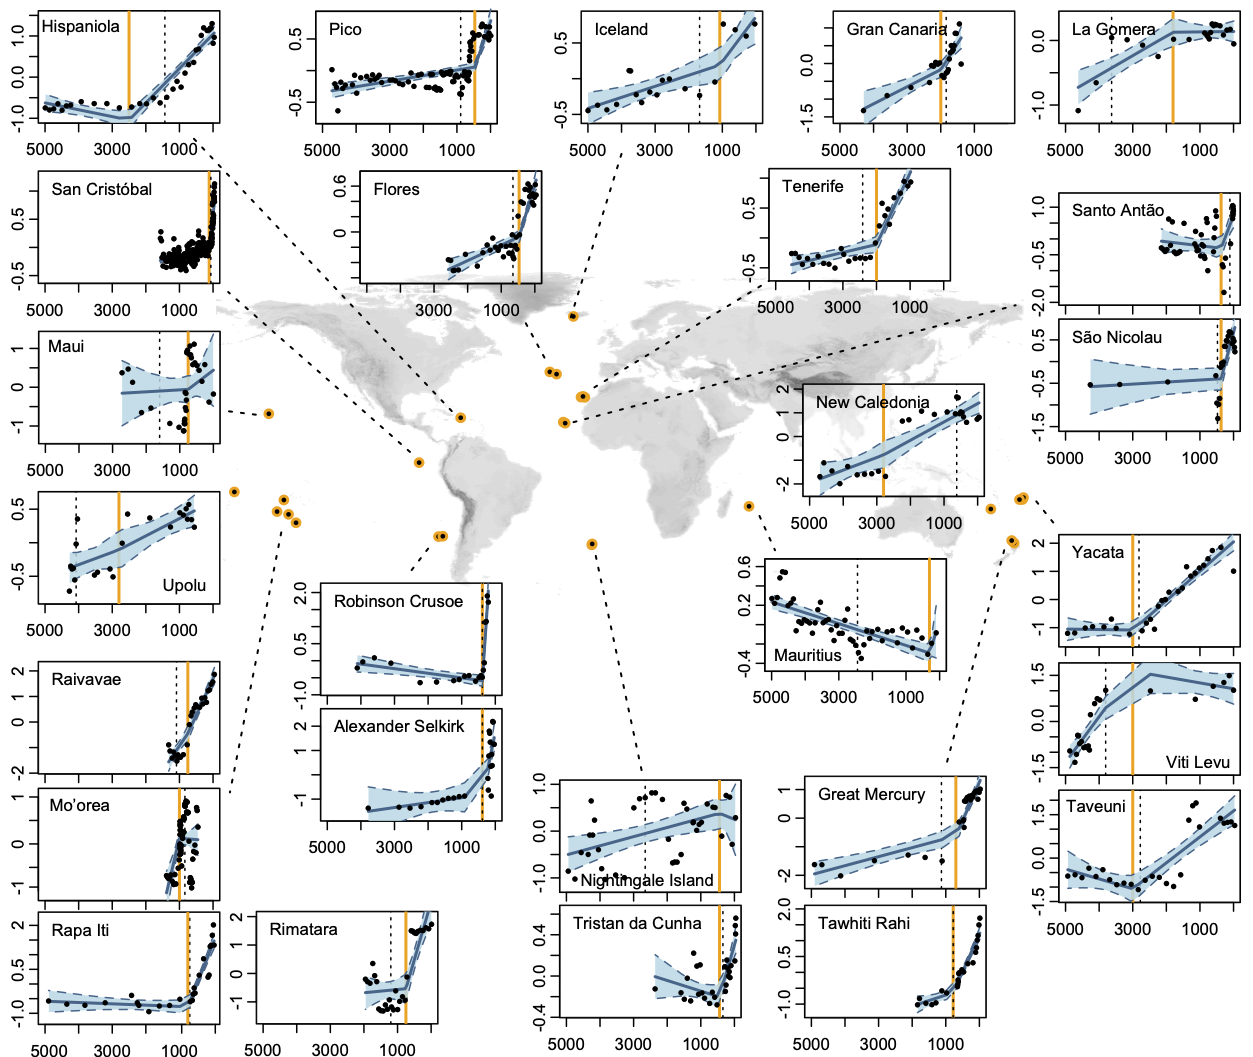 Hispaniola
1.0
0.0
-1.0
5000 3000 1000
Pico
0.5
-0.5
5000 3000 1000
Iceland
0.5
-0.5
5000 3000 1000
Gran Canaria
0.0
-1.5
5000 3000 1000
La Gomera
0.0
-1.0
5000 3000 1000
San Cristóbal
0.5
-0.5
5000 3000 1000
Flores
0.6
0
3000 1000
Tenerife
0.5
-0.5
5000 3000 1000
Santo Antão
1.0
-0.5
-2.0
Maui
1
0
-1
5000 3000 1000
São Nicolau
0.5
-0.5
-1.5
5000 3000 1000
New Caledonia
2
0
-2
5000 3000 1000
Upolu
0.5
-0.5
5000 3000 1000
Yacata
2
1
0
-1
Mauritius
0.6
0.2
-0.4
5000 3000 1000
Robinson Crusoe
2.0
0.5
-1.0
Raivavae
2
1
0
-2
Viti Levu
1.5
0.0
-1.5
Alexander Selkirk
2
1
-1
5000 3000 1000
Mo'orea
1
0
-1
Nightingale Island
1.0
0.0
-1.0
Great Mercury
1
0
-2
Taveuni
1.5
0.0
-1.5
5000 3000 1000
Rapa Iti
2
1
0.0
-1.0
5000 3000 1000
Rimatara
2
1
0
-1
5000 3000 1000
Tristan da Cunha
0.4
0.0
-0.4
5000 3000 1000
Tawhiti Rahi
2.0
0.5
-1.0
5000 3000 1000